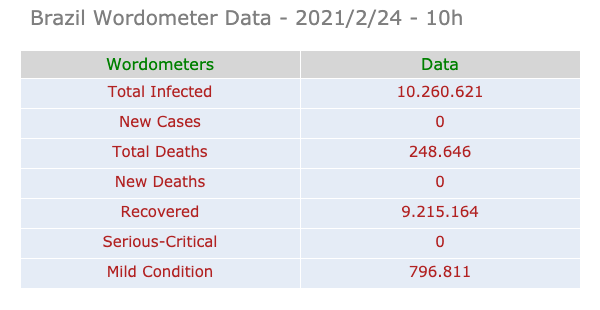 Brazil Wordometer Data - 2021/2/24 - 10h
Wordometers Data
Total Infected 10.260.621
New Cases 0
Total Deaths 248.646
New Deaths 0
Recovered 9.215.164
Serious-Critical 0
Mild Condition 796.811